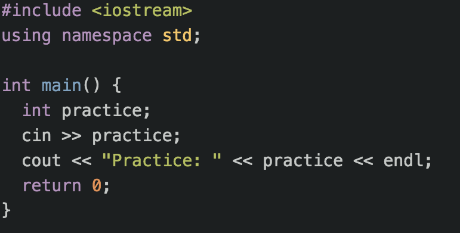 #include <iostream>
using namespace std;

int main() {
  int practice;
  cin >> practice;
  cout << "Practice: " << practice << endl;
  return 0;
}